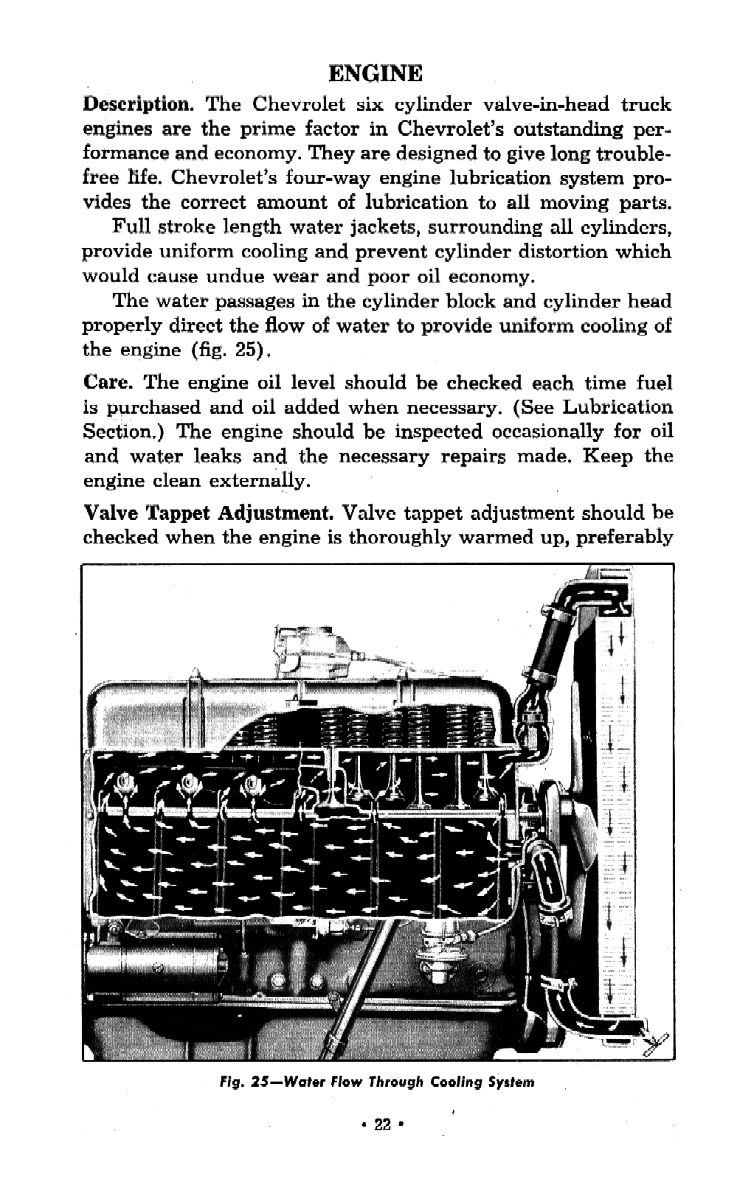 ENGINE
Description. The Chevrolet six cylinder valve-in-head truck
engines are the prime factor in Chevrolet's outstanding per-
formance and economy. They are designed to give long trouble-
free life. Chevrolet's four-way engine lubrication system pro-
vides the correct amount of lubrication to all moving parts.
Full stroke length water jackets, surrounding all cylinders,
provide uniform cooling and prevent cylinder distortion which
would cause undue wear and poor oil economy.
The water passages in the cylinder block and cylinder head
properly direct the flow of water to provide uniform cooling of
the engine (fig. 25).
Care. The engine oil level should be checked each time fuel
is purchased and oil added when necessary. (See Lubrication
Section.) The engine should be inspected occasionally for oil
and water leaks and the necessary repairs made. Keep the
engine clean externally.
Valve Tappet Adjustment. Valve tappet adjustment should be
checked when the engine is thoroughly warmed up, preferably
Fig. 25—Water Flow Through Cooling System
• 22 •